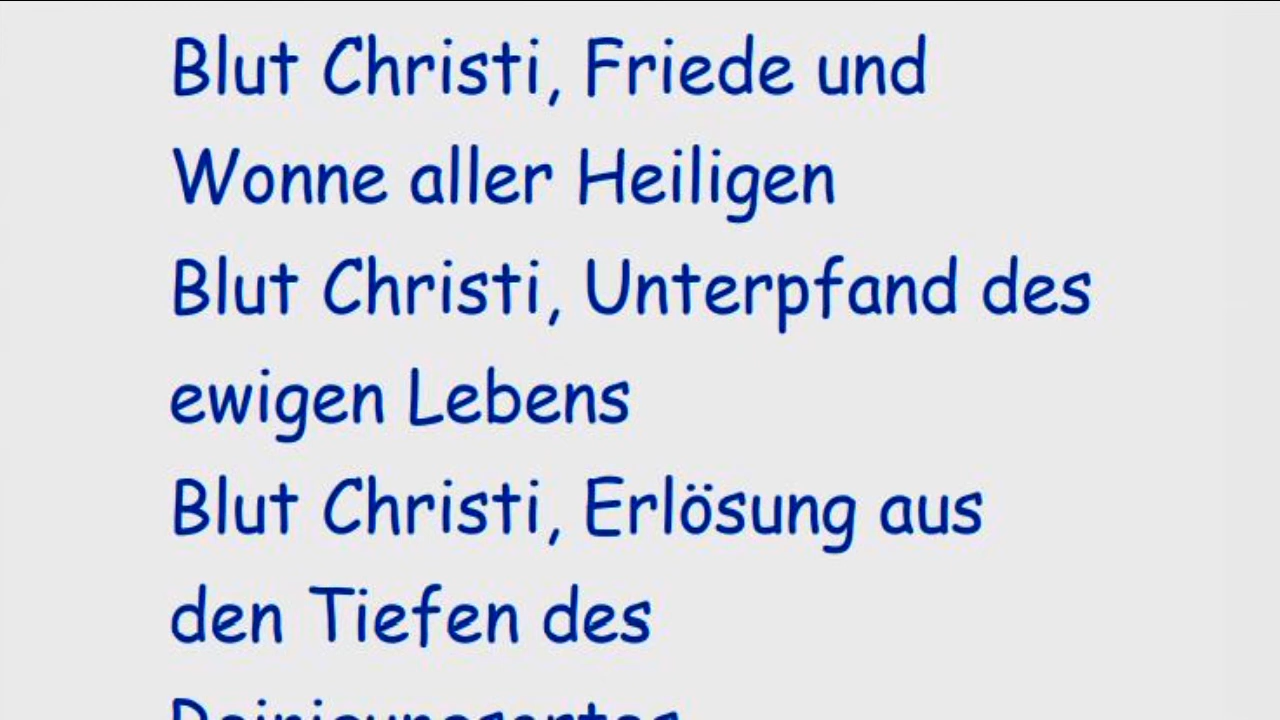 Blut Christi, Friede und
Wonne aller Heiligen
Blut Christi, Unterpfand des
ewigen Lebens
Blut Christi, Erlösung aus
den Tiefen des
Reinigungsortes